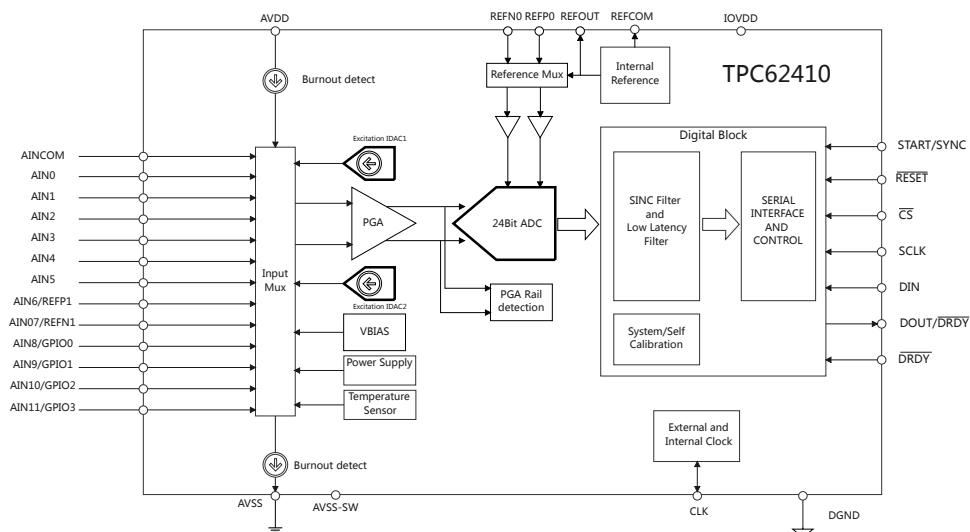 AVDD
REFN0 REFP0 REFOUT REFCOM
IOVDD
Burnout detect
Reference Mux
Internal
Reference
TPC62410
AINCOM
AIN0
AIN1
AIN2
AIN3
AIN4
AIN5
AIN6/REFP1
AIN07/REFN1
AIN8/GPIO0
AIN9/GPIO1
AIN10/GPIO2
AIN11/GPIO3
Input
Mux
Excitation IDAC1
PGA
Excitation IDAC2
VBIAS
Power Supply
Temperature
Sensor
24Bit ADC
PGA Rail
detection
Digital Block
SINC Filter
and
Low Latency
Filter
SERIAL
INTERFACE
AND
CONTROL
System/Self
Calibration
START/SYNC
RESET
CS
SCLK
DIN
DOUT/DRDY
DRDY
External and
Internal Clock
Burnout detect
AVSS
AVSS-SW
CLK
DGND